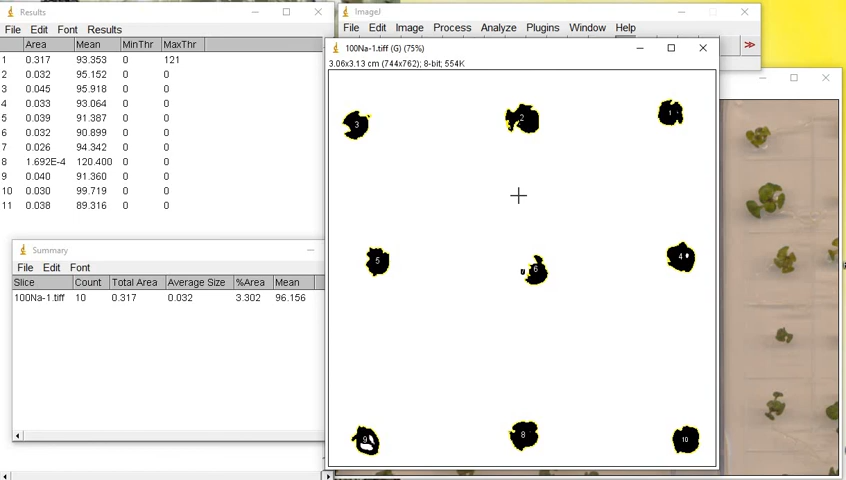 Results
File Edit Font Results
Area Mean MinThr MaxThr
1 0.317 93.353 0 121
2 0.032 95.152 0 0
3 0.045 95.918 0 0
4 0.033 93.064 0 0
5 0.039 91.387 0 0
6 0.032 90.899 0 0
7 0.026 94.342 0 0
8 1.692E-4 120.400 0 0
9 0.040 91.360 0 0
10 0.030 99.719 0 0
11 0.038 89.316 0 0
Summary
File Edit Font
Slice Count Total Area Average Size %Area Mean
100Na-1.tiff 10 0.317 0.032 3.302 96.156
ImageJ
File Edit Image Process Analyze Plugins Window Help
>>
100Na-1.tiff (G) (75%)
3.06x3.13 cm (744x762); 8-bit; 554K
3 2 1
5 6 4
9 8 10